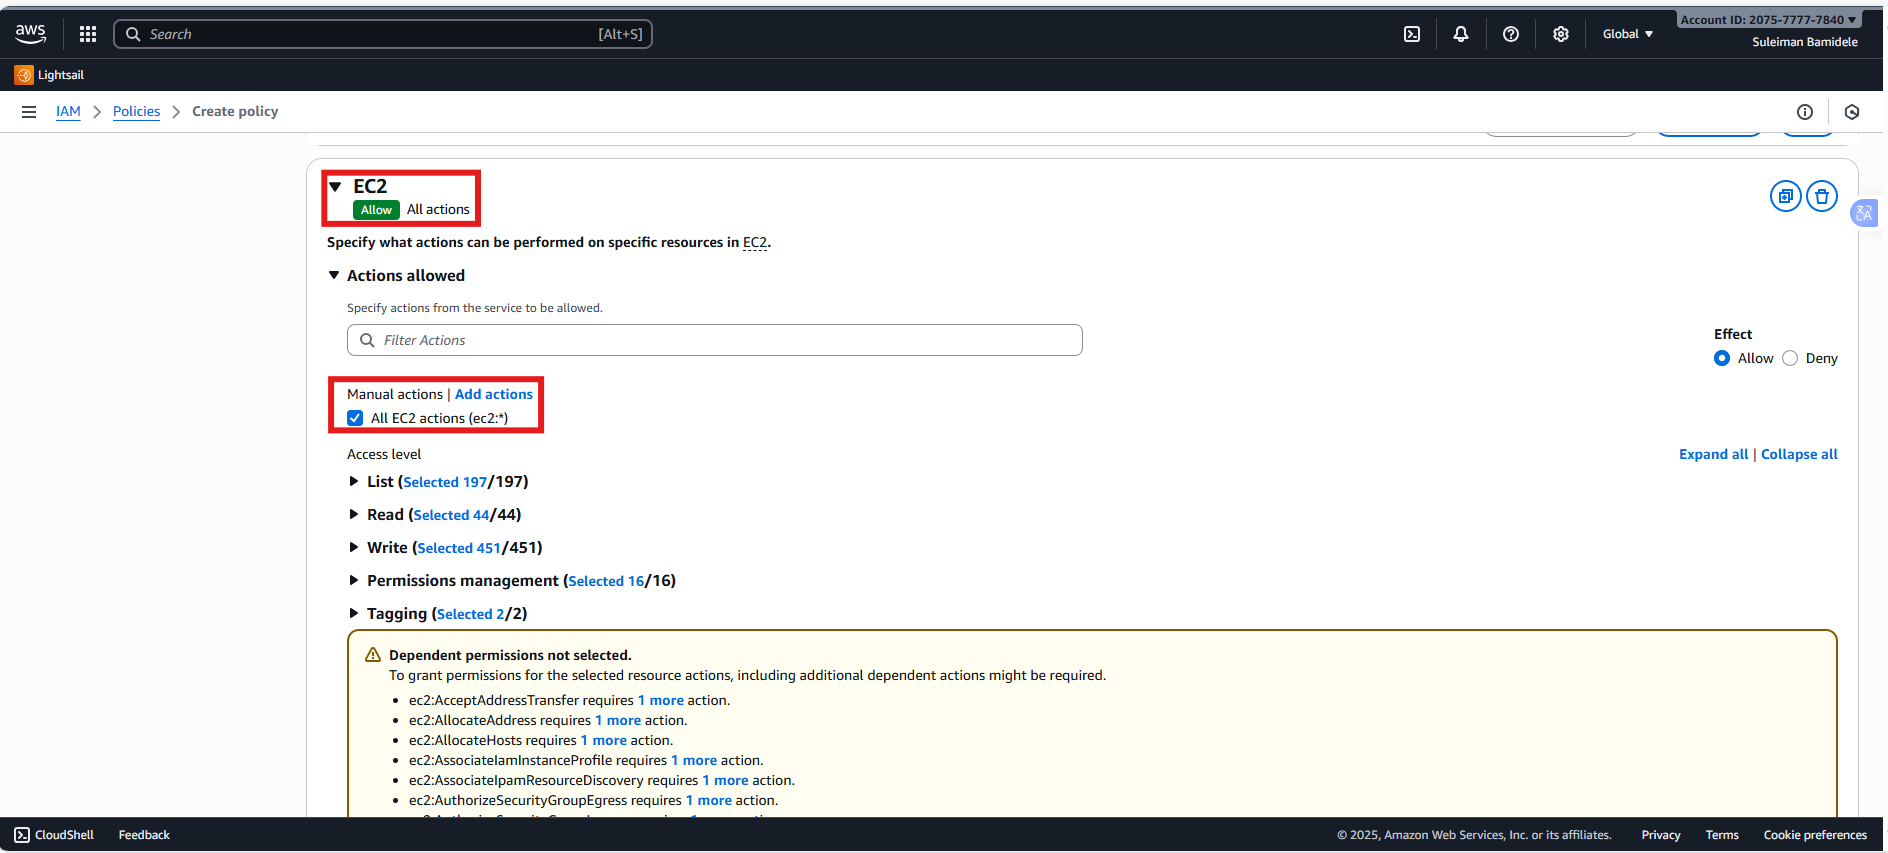 aws
Search [Alt+S]
Global
Account ID: 2075-7777-7840
Suleiman Bamidele
Lightsail
IAM > Policies > Create policy
EC2
Allow All actions
Specify what actions can be performed on specific resources in EC2.
Actions allowed
Specify actions from the service to be allowed.
Filter Actions
Effect
Allow Deny
Manual actions | Add actions
All EC2 actions (ec2:*)
Access level
Expand all | Collapse all
List (Selected 197/197)
Read (Selected 44/44)
Write (Selected 451/451)
Permissions management (Selected 16/16)
Tagging (Selected 2/2)
Dependent permissions not selected.
To grant permissions for the selected resource actions, including additional dependent actions might be required.
• ec2:AcceptAddressTransfer requires 1 more action.
• ec2:AllocateAddress requires 1 more action.
• ec2:AllocateHosts requires 1 more action.
• ec2:AssociateIamInstanceProfile requires 1 more action.
• ec2:AssociateIpamResourceDiscovery requires 1 more action.
• ec2:AuthorizeSecurityGroupEgress requires 1 more action.
CloudShell Feedback
© 2025, Amazon Web Services, Inc. or its affiliates. Privacy Terms Cookie preferences